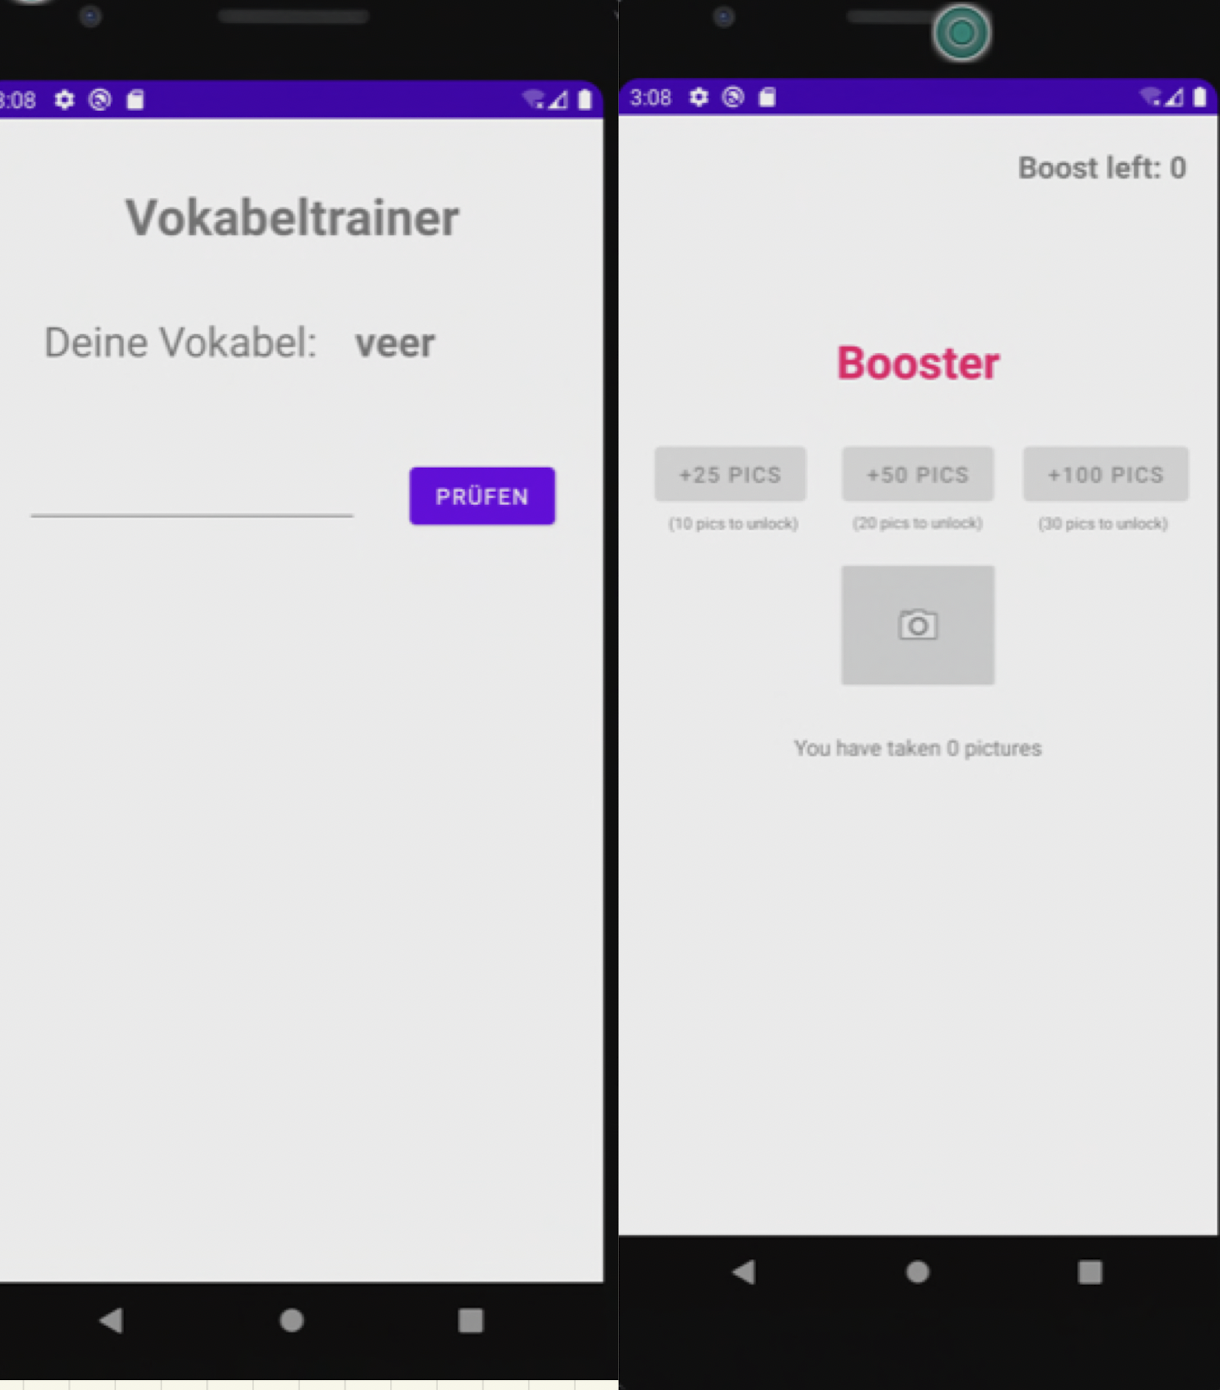 :08
Vokabeltrainer
Deine Vokabel: veer
PRÜFEN
3:08
Boost left: 0
Booster
+25 PICS +50 PICS +100 PICS
(10 pics to unlock) (20 pics to unlock) (30 pics to unlock)
You have taken 0 pictures